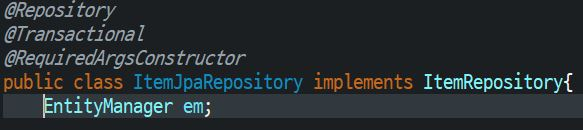 @Repository
@Transactional
@RequiredArgsConstructor
public class ItemJpaRepository implements ItemRepository{
EntityManager em;